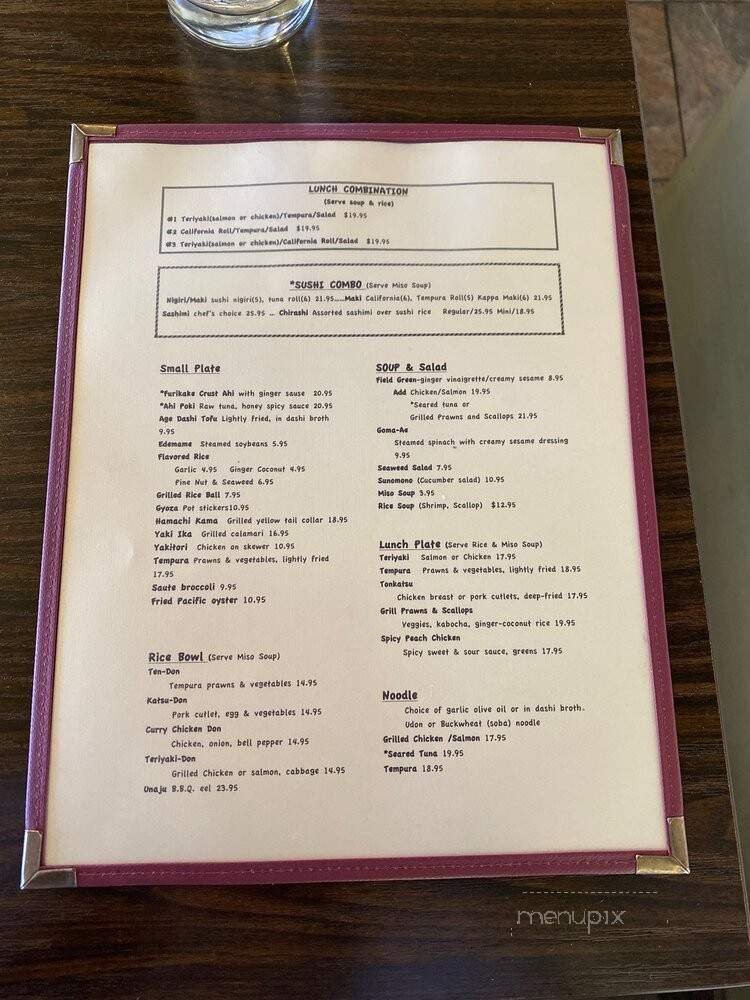 LUNCH COMBINATION
(Serve soup & rice)
#1 Teriyaki(salmon or chicken)/Tempura/Salad $19.95
#2 California Roll/Tempura/Salad $19.95
#3 Teriyaki(salmon or chicken)/California Roll/Salad $19.95
*SUSHI COMBO (Serve Miso Soup)
Nigiri/Maki sushi nigiri(5), tuna roll(6) 21.95.....Maki California(6), Tempura Roll(5) Kappa Maki(6) 21.95
Sashimi chef's choice 25.95 ... Chirashi Assorted sashimi over sushi rice Regular/25.95 Mini/18.95
Small Plate
*Furikake Crust Ahi with ginger sause 20.95
*Ahi Poki Raw tuna, honey spicy sauce 20.95
Age Dashi Tofu Lightly fried, in dashi broth
9.95
Edemame Steamed soybeans 5.95
Flavored Rice
Garlic 4.95 Ginger Coconut 4.95
Pine Nut & Seaweed 6.95
Grilled Rice Ball 7.95
Gyoza Pot stickers10.95
Hamachi Kama Grilled yellow tail collar 18.95
Yaki Ika Grilled calamari 16.95
Yakitori Chicken on skewer 10.95
Tempura Prawns & vegetables, lightly fried
17.95
Saute broccoli 9.95
Fried Pacific oyster 10.95
Rice Bowl (Serve Miso Soup)
Ten-Don
Tempura prawns & vegetables 14.95
Katsu-Don
Pork cutlet, egg & vegetables 14.95
Curry Chicken Don
Chicken, onion, bell pepper 14.95
Teriyaki-Don
Grilled Chicken or salmon, cabbage 14.95
Unaju B.B.Q. eel 23.95
SOUP & Salad
Field Green-ginger vinaigrette/creamy sesame 8.95
Add Chicken/Salmon 19.95
*Seared tuna or
Grilled Prawns and Scallops 21.95
Goma-Ae
Steamed spinach with creamy sesame dressing
9.95
Seaweed Salad 7.95
Sunomono (Cucumber salad) 10.95
Miso Soup 3.95
Rice Soup (Shrimp, Scallop) $12.95
Lunch Plate (Serve Rice & Miso Soup)
Teriyaki Salmon or Chicken 17.95
Tempura Prawns & vegetables, lightly fried 18.95
Tonkatsu
Chicken breast or pork cutlets, deep-fried 17.95
Grill Prawns & Scallops
Veggies, kabocha, ginger-coconut rice 19.95
Spicy Peach Chicken
Spicy sweet & sour sauce, greens 17.95
Noodle
Choice of garlic olive oil or in dashi broth.
Udon or Buckwheat (soba) noodle
Grilled Chicken /Salmon 17.95
*Seared Tuna 19.95
Tempura 18.95
menupix